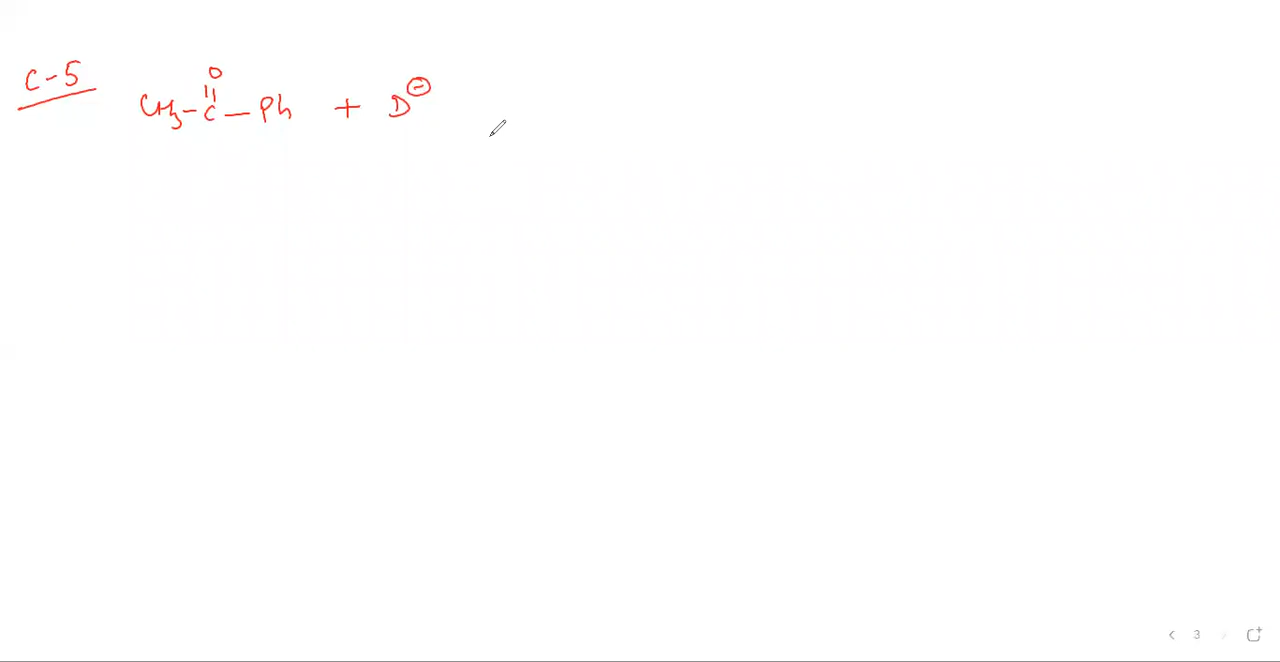 C-5
O
||
CH3-C-Ph + D⊖
< 3